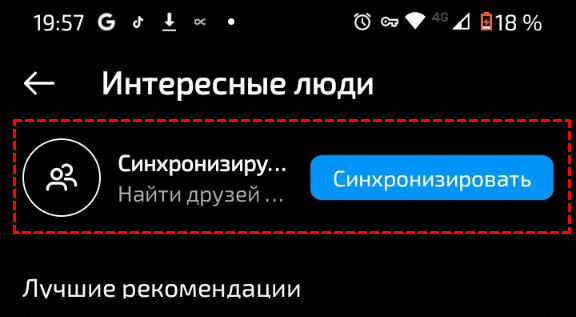 19:57 G 4G 18 %
Интересные люди
Синхронизиру...
Найти друзей ...
Синхронизировать
Лучшие рекомендации